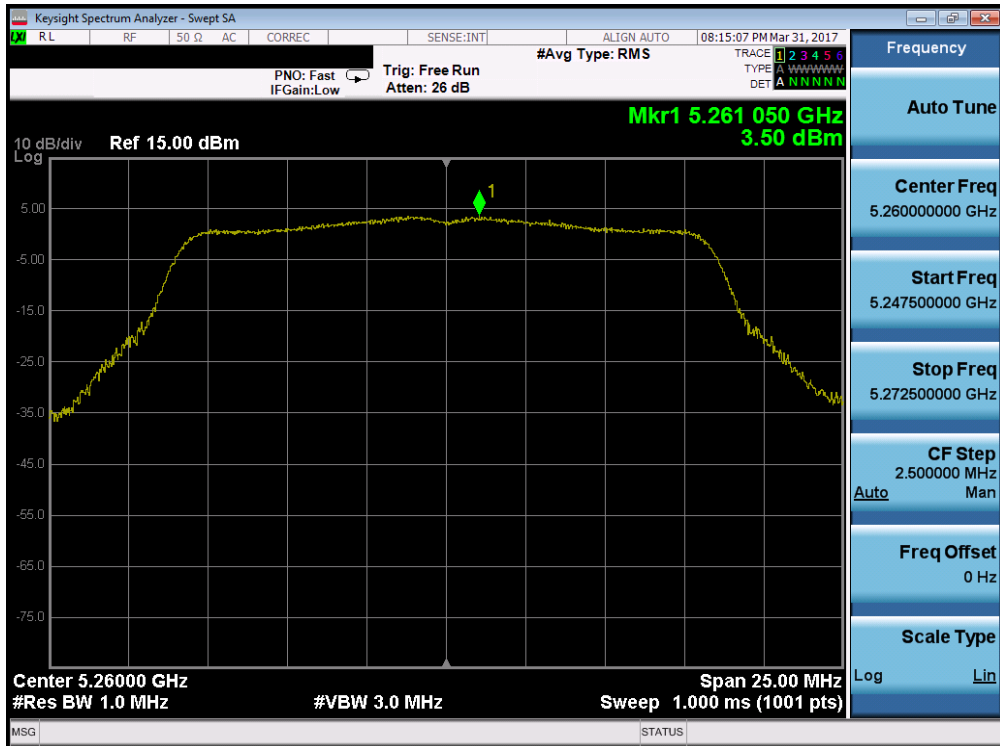 Keysight Spectrum Analyzer - Swept SA
LXI RL RF 50 Ω AC CORREC SENSE:INT ALIGN AUTO 08:15:07 PM Mar 31, 2017
#Avg Type: RMS
TRACE 1 2 3 4 5 6
TYPE A WWWWW
DET A N N N N N
PNO: Fast
IFGain:Low
Trig: Free Run
Atten: 26 dB
Mkr1 5.261 050 GHz
3.50 dBm
10 dB/div Ref 15.00 dBm
Log
1
5.00
-5.00
-15.0
-25.0
-35.0
-45.0
-55.0
-65.0
-75.0
Center 5.26000 GHz Span 25.00 MHz
#Res BW 1.0 MHz #VBW 3.0 MHz Sweep 1.000 ms (1001 pts)
MSG STATUS
Frequency
Auto Tune
Center Freq
5.260000000 GHz
Start Freq
5.247500000 GHz
Stop Freq
5.272500000 GHz
CF Step
2.500000 MHz
Auto Man
Freq Offset
0 Hz
Scale Type
Log Lin